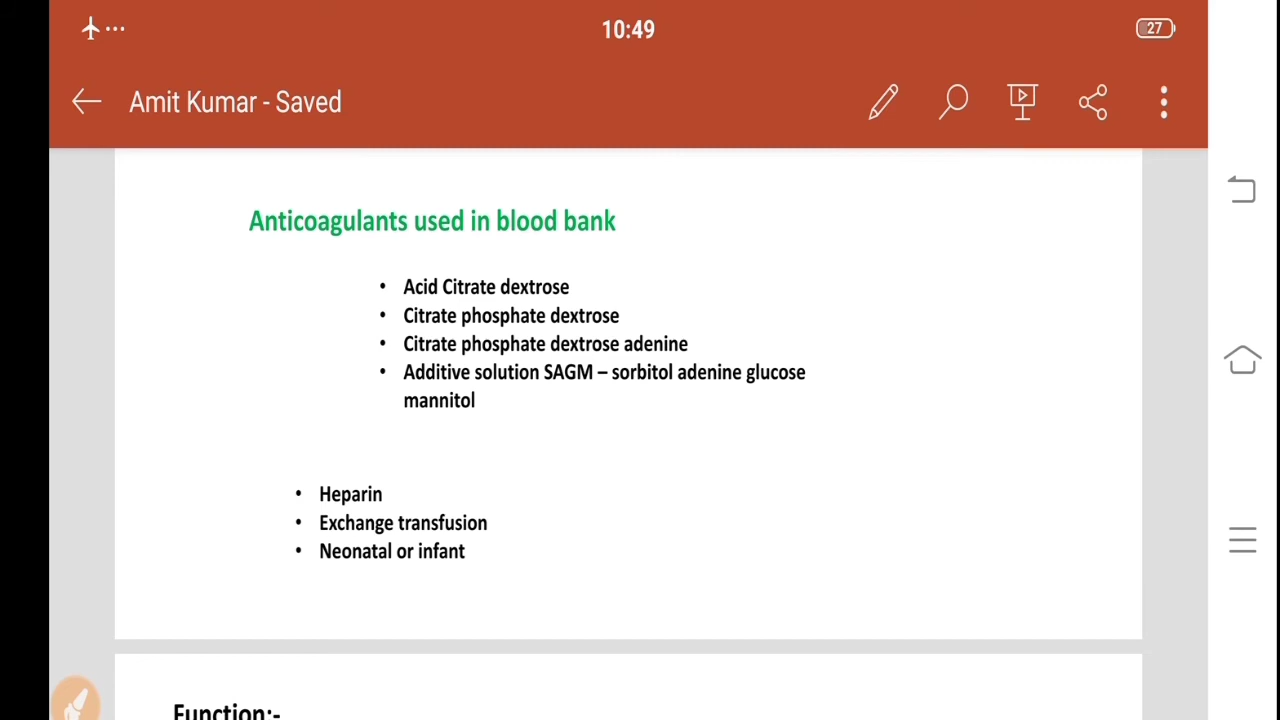 10:49
27
Amit Kumar - Saved
Anticoagulants used in blood bank
• Acid Citrate dextrose
• Citrate phosphate dextrose
• Citrate phosphate dextrose adenine
• Additive solution SAGM – sorbitol adenine glucose
mannitol
• Heparin
• Exchange transfusion
• Neonatal or infant
Function:-